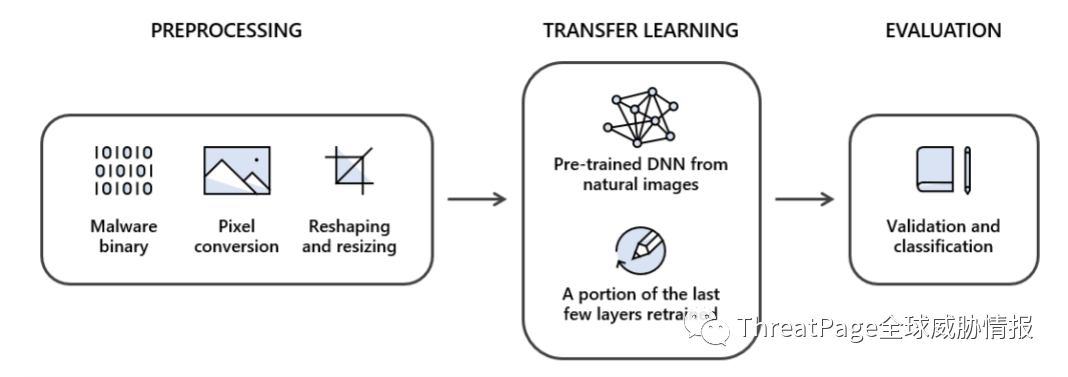 PREPROCESSING
TRANSFER LEARNING
EVALUATION
101010
010101
101010
Malware
binary
Pixel
conversion
Reshaping
and resizing
Pre-trained DNN from
natural images
A portion of the last
few layers retrained
Validation and
classification
ThreatPage全球威胁情报